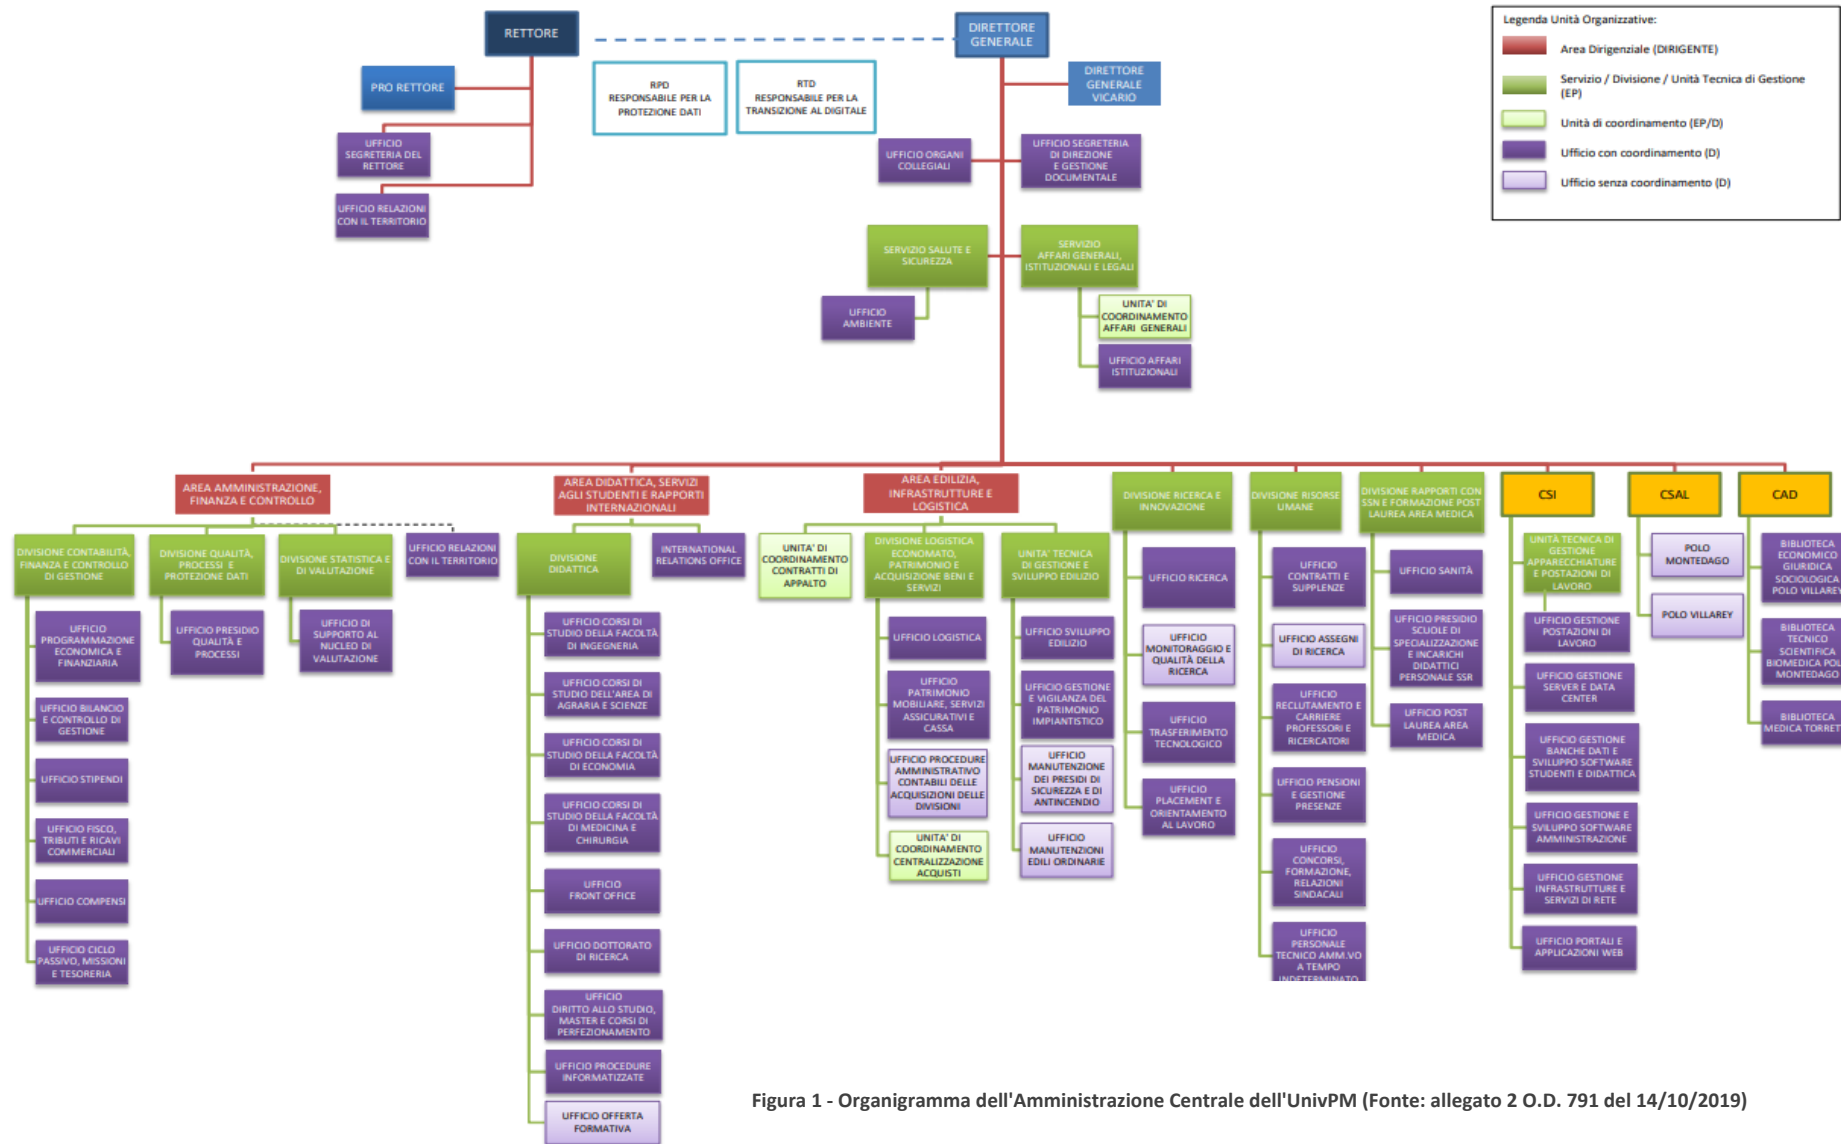 RETTORE
DIRETTORE
GENERALE
PRO RETTORE
RPD
RESPONSABILE PER LA
PROTEZIONE DATI
RTD
RESPONSABILE PER LA
TRANSIZIONE AL DIGITALE
DIRETTORE
GENERALE
VICARIO
UFFICIO
SEGRETERIA DEL
RETTORE
UFFICIO RELAZIONI
CON IL TERRITORIO
UFFICIO ORGANI
COLLEGIALI
UFFICIO SEGRETERIA
DI DIREZIONE
E GESTIONE
DOCUMENTALE
SERVIZIO SALUTE E
SICUREZZA
SERVIZIO
AFFARI GENERALI,
ISTITUZIONALI E LEGALI
UFFICIO
AMBIENTE
UNITA' DI
COORDINAMENTO
AFFARI GENERALI
UFFICIO AFFARI
ISTITUZIONALI
Legenda Unità Organizzative:
Area Dirigenziale (DIRIGENTE)
Servizio / Divisione / Unità Tecnica di Gestione
(EP)
Unità di coordinamento (EP/D)
Ufficio con coordinamento (D)
Ufficio senza coordinamento (D)
AREA AMMINISTRAZIONE,
FINANZA E CONTROLLO
DIVISIONE CONTABILITÀ,
FINANZA E CONTROLLO
DI GESTIONE
DIVISIONE QUALITÀ,
PROCESSI E
PROTEZIONE DATI
DIVISIONE STATISTICA E
DI VALUTAZIONE
UFFICIO RELAZIONI
CON IL TERRITORIO
UFFICIO
PROGRAMMAZIONE
ECONOMICA E
FINANZIARIA
UFFICIO BILANCIO
E CONTROLLO DI
GESTIONE
UFFICIO STIPENDI
UFFICIO FISCO,
TRIBUTI E RICAVI
COMMERCIALI
UFFICIO COMPENSI
UFFICIO CICLO
PASSIVO, MISSIONI
E TESORERIA
UFFICIO PRESIDIO
QUALITÀ E
PROCESSI
UFFICIO DI
SUPPORTO AL
NUCLEO DI
VALUTAZIONE
AREA DIDATTICA, SERVIZI
AGLI STUDENTI E RAPPORTI
INTERNAZIONALI
DIVISIONE
DIDATTICA
INTERNATIONAL
RELATIONS OFFICE
UFFICIO CORSI DI
STUDIO DELLA FACOLTÀ
DI INGEGNERIA
UFFICIO CORSI DI
STUDIO DELL'AREA DI
AGRARIA E SCIENZE
UFFICIO CORSI DI
STUDIO DELLA FACOLTÀ
DI ECONOMIA
UFFICIO CORSI DI
STUDIO DELLA FACOLTÀ
DI MEDICINA E
CHIRURGIA
UFFICIO
FRONT OFFICE
UFFICIO DOTTORATO
DI RICERCA
UFFICIO
DIRITTO ALLO STUDIO,
MASTER E CORSI DI
PERFEZIONAMENTO
UFFICIO PROCEDURE
INFORMATIZZATE
UFFICIO OFFERTA
FORMATIVA
AREA EDILIZIA,
INFRASTRUTTURE E
LOGISTICA
UNITA' DI
COORDINAMENTO
CONTRATTI DI
APPALTO
DIVISIONE LOGISTICA
ECONOMATO,
PATRIMONIO E
ACQUISIZIONE BENI E
SERVIZI
UNITA' TECNICA
DI GESTIONE E
SVILUPPO EDILIZIO
UFFICIO LOGISTICA
UFFICIO
PATRIMONIO
MOBILIARE, SERVIZI
ASSICURATIVI E
CASSA
UFFICIO PROCEDURE
AMMINISTRATIVO
CONTABILI DELLE
ACQUISIZIONI DELLE
DIVISIONI
UNITA' DI
COORDINAMENTO
CENTRALIZZAZIONE
ACQUISTI
UFFICIO SVILUPPO
EDILIZIO
UFFICIO GESTIONE
E VIGILANZA DEL
PATRIMONIO
IMPIANTISTICO
UFFICIO
MANUTENZIONE
DEI PRESIDI DI
SICUREZZA E DI
ANTINCENDIO
UFFICIO
MANUTENZIONI
EDILI ORDINARIE
DIVISIONE RICERCA E
INNOVAZIONE
UFFICIO RICERCA
UFFICIO
MONITORAGGIO E
QUALITÀ DELLA
RICERCA
UFFICIO
TRASFERIMENTO
TECNOLOGICO
UFFICIO
PLACEMENT E
ORIENTAMENTO
AL LAVORO
DIVISIONE RISORSE
UMANE
UFFICIO
CONTRATTI E
SUPPLENZE
UFFICIO ASSEGNI
DI RICERCA
UFFICIO
RECLUTAMENTO E
CARRIERE
PROFESSORI E
RICERCATORI
UFFICIO PENSIONI
E GESTIONE
PRESENZE
UFFICIO
CONCORSI,
FORMAZIONE,
RELAZIONI
SINDACALI
UFFICIO
PERSONALE
TECNICO AMM.VO
A TEMPO
INDETERMINATO
DIVISIONE RAPPORTI CON
SSN E FORMAZIONE POST
LAUREA AREA MEDICA
UFFICIO SANITÀ
UFFICIO PRESIDIO
SCUOLE DI
SPECIALIZZAZIONE
E INCARICHI
DIDATTICI
PERSONALE SSR
UFFICIO POST
LAUREA AREA
MEDICA
CSI
UNITÀ TECNICA DI
GESTIONE
APPARECCHIATURE
E POSTAZIONI DI
LAVORO
UFFICIO GESTIONE
POSTAZIONI DI
LAVORO
UFFICIO GESTIONE
SERVER E DATA
CENTER
UFFICIO GESTIONE
BANCHE DATI E
SVILUPPO SOFTWARE
STUDENTI E DIDATTICA
UFFICIO GESTIONE E
SVILUPPO SOFTWARE
AMMINISTRAZIONE
UFFICIO GESTIONE
INFRASTRUTTURE E
SERVIZI DI RETE
UFFICIO PORTALI E
APPLICAZIONI WEB
CSAL
POLO
MONTEDAGO
POLO VILLAREY
CAD
BIBLIOTECA
ECONOMICO
GIURIDICA
SOCIOLOGICA
POLO VILLAREY
BIBLIOTECA
TECNICO
SCIENTIFICA
BIOMEDICA POL
MONTEDAGO
BIBLIOTECA
MEDICA TORRET
Figura 1 - Organigramma dell'Amministrazione Centrale dell'UnivPM (Fonte: allegato 2 O.D. 791 del 14/10/2019)